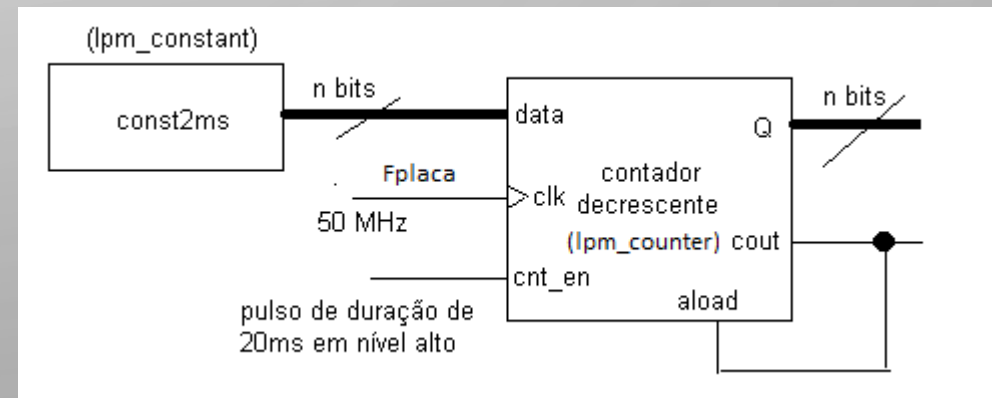 (lpm_constant)
const2ms
n bits
data
Q
n bits
Fplaca
clk
50 MHz
contador
decrescente
(lpm_counter)
cout
cnt_en
aload
pulso de duração de
20ms em nível alto